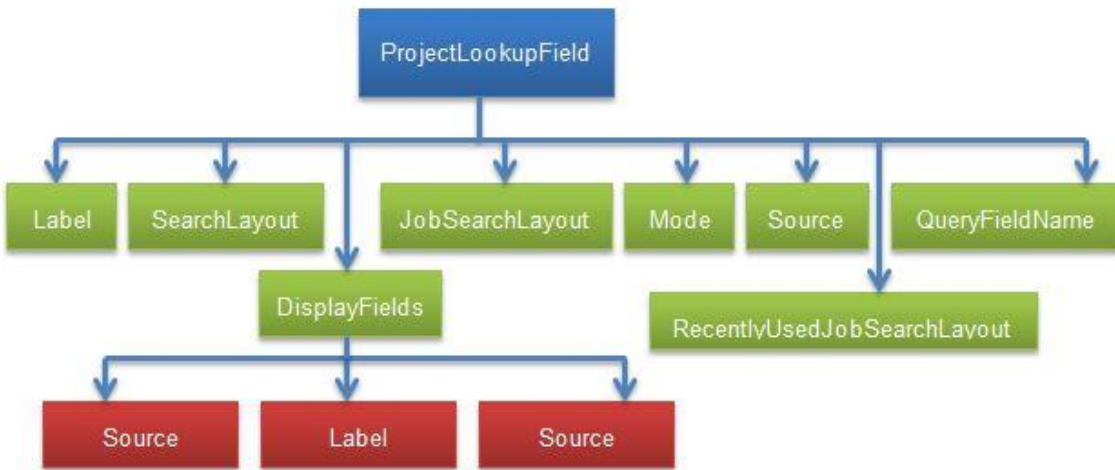 ProjectLookupField
Label
SearchLayout
JobSearchLayout
Mode
Source
QueryFieldName
DisplayFields
RecentlyUsedJobSearchLayout
Source
Label
Source